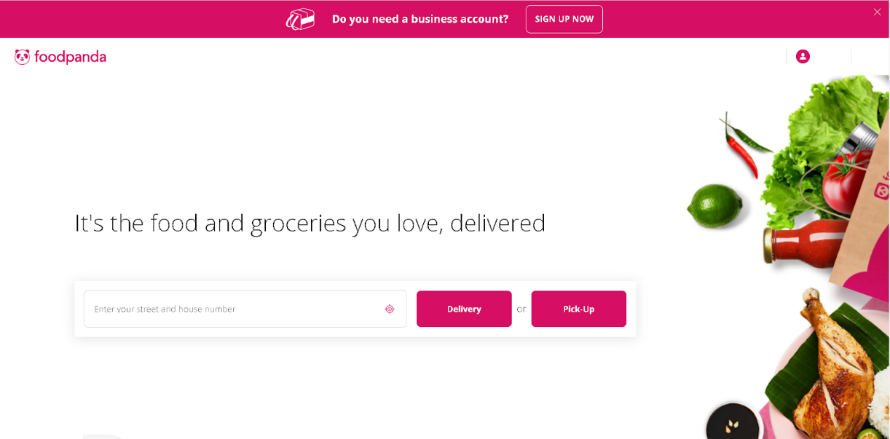 Do you need a business account?
SIGN UP NOW
foodpanda
It's the food and groceries you love, delivered
Enter your street and house number
Delivery
or
Pick-Up